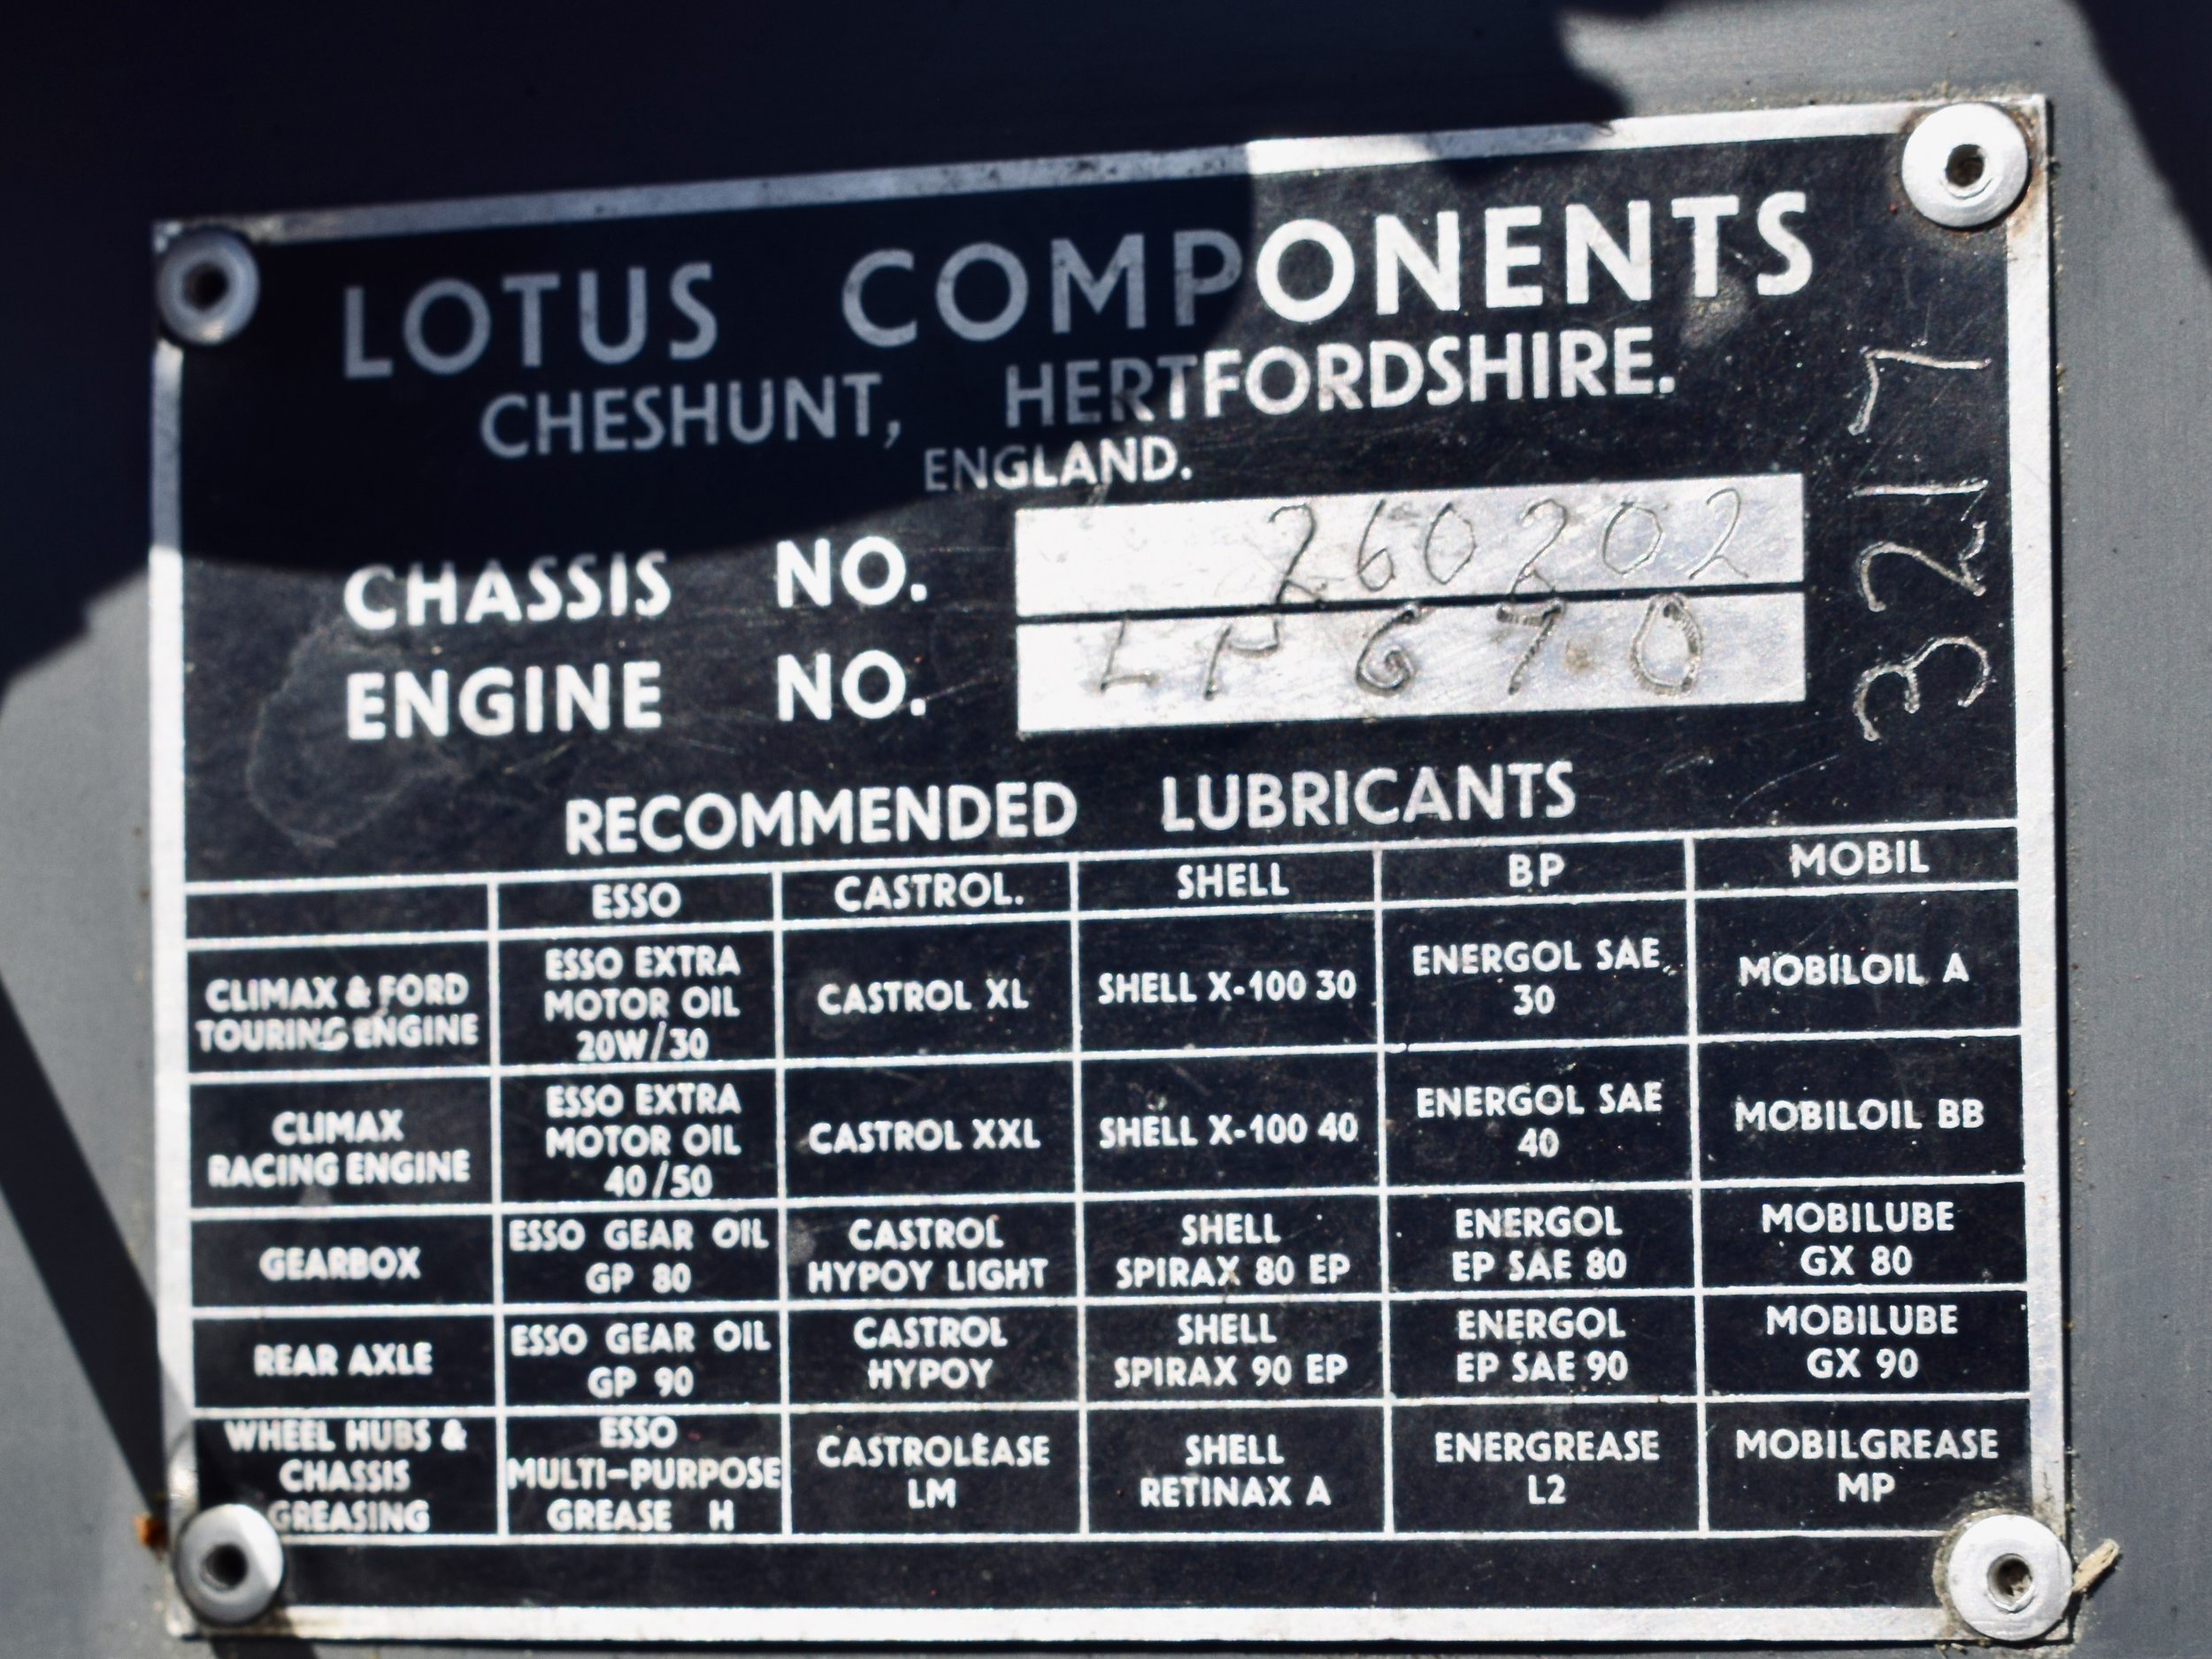 LOTUS COMPONENTS
CHESHUNT, HERTFORDSHIRE.
ENGLAND.
CHASSIS NO. 260202
ENGINE NO. 670
3217
RECOMMENDED LUBRICANTS
ESSO CASTROL. SHELL BP MOBIL
CLIMAX & FORD
TOURING ENGINE
ESSO EXTRA
MOTOR OIL
20W/30
CASTROL XL
SHELL X-100 30
ENERGOL SAE
30
MOBILOIL A
CLIMAX
RACING ENGINE
ESSO EXTRA
MOTOR OIL
40/50
CASTROL XXL
SHELL X-100 40
ENERGOL SAE
40
MOBILOIL BB
GEARBOX
ESSO GEAR OIL
GP 80
CASTROL
HYPOY LIGHT
SHELL
SPIRAX 80 EP
ENERGOL
EP SAE 80
MOBILUBE
GX 80
REAR AXLE
ESSO GEAR OIL
GP 90
CASTROL
HYPOY
SHELL
SPIRAX 90 EP
ENERGOL
EP SAE 90
MOBILUBE
GX 90
WHEEL HUBS &
CHASSIS
GREASING
ESSO
MULTI-PURPOSE
GREASE H
CASTROLEASE
LM
SHELL
RETINAX A
ENERGREASE
L2
MOBILGREASE
MP